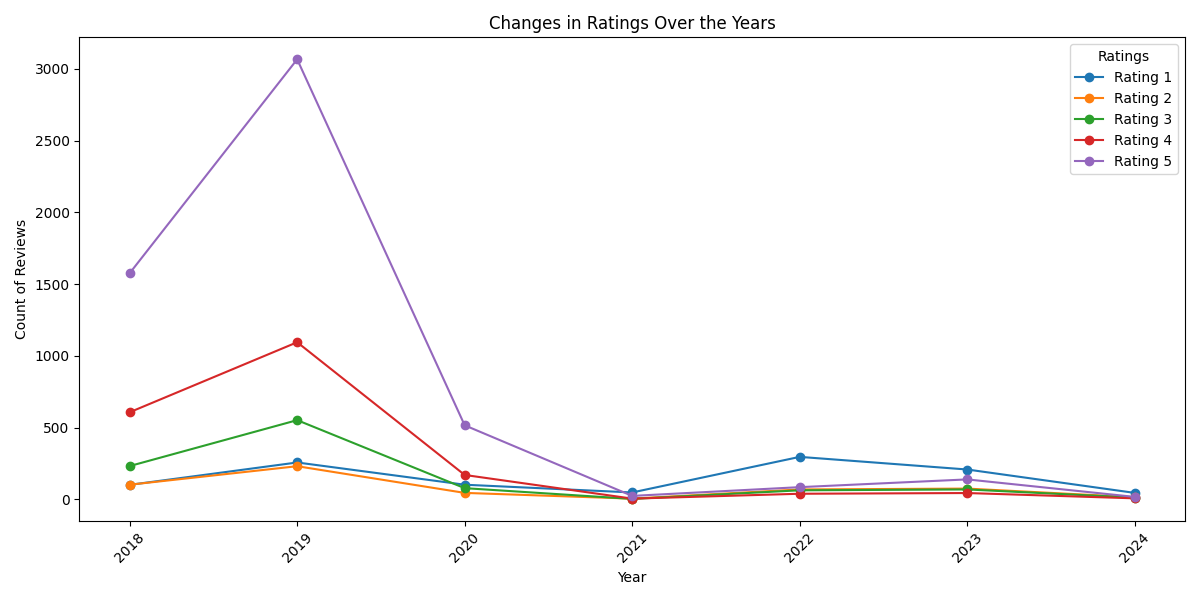 Changes in Ratings Over the Years
Ratings
Rating 1
Rating 2
Rating 3
Rating 4
Rating 5
Count of Reviews
3000
2500
2000
1500
1000
500
0
2018
2019
2020
2021
2022
2023
2024
Year